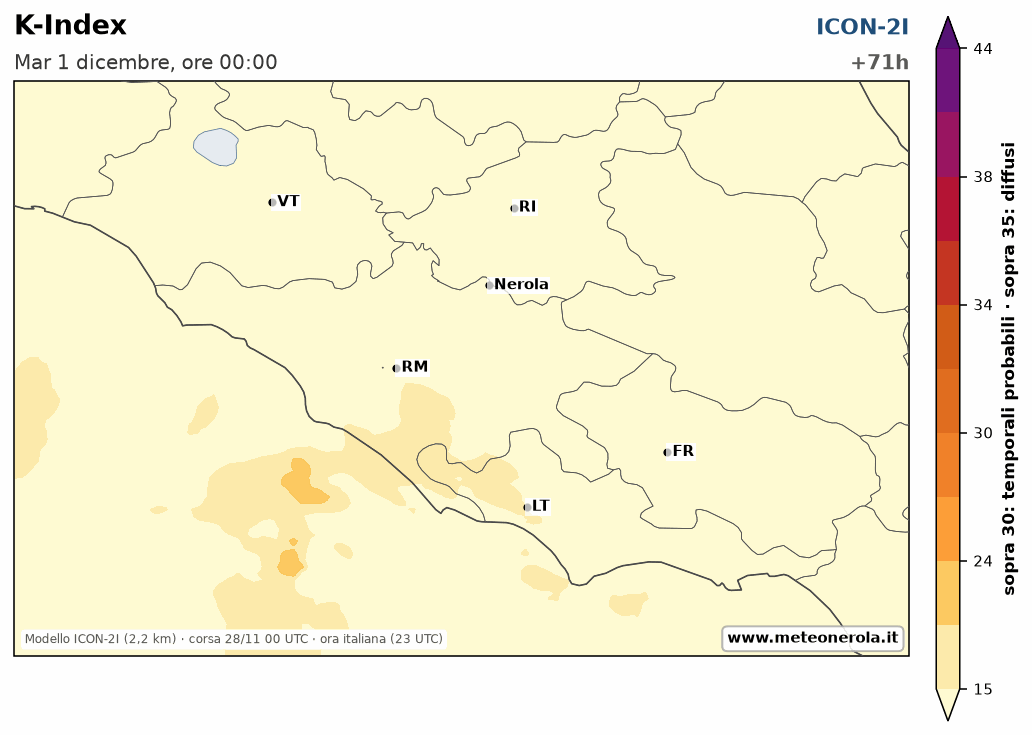 K-Index
ICON-2I
Mar 1 dicembre, ore 00:00
+71h
VT
RI
Nerola
RM
FR
LT
Modello ICON-2I (2,2 km) · corsa 28/11 00 UTC · ora italiana (23 UTC)
www.meteonerola.it
44
38
34
30
24
15
sopra 30: temporali probabili · sopra 35: diffusi